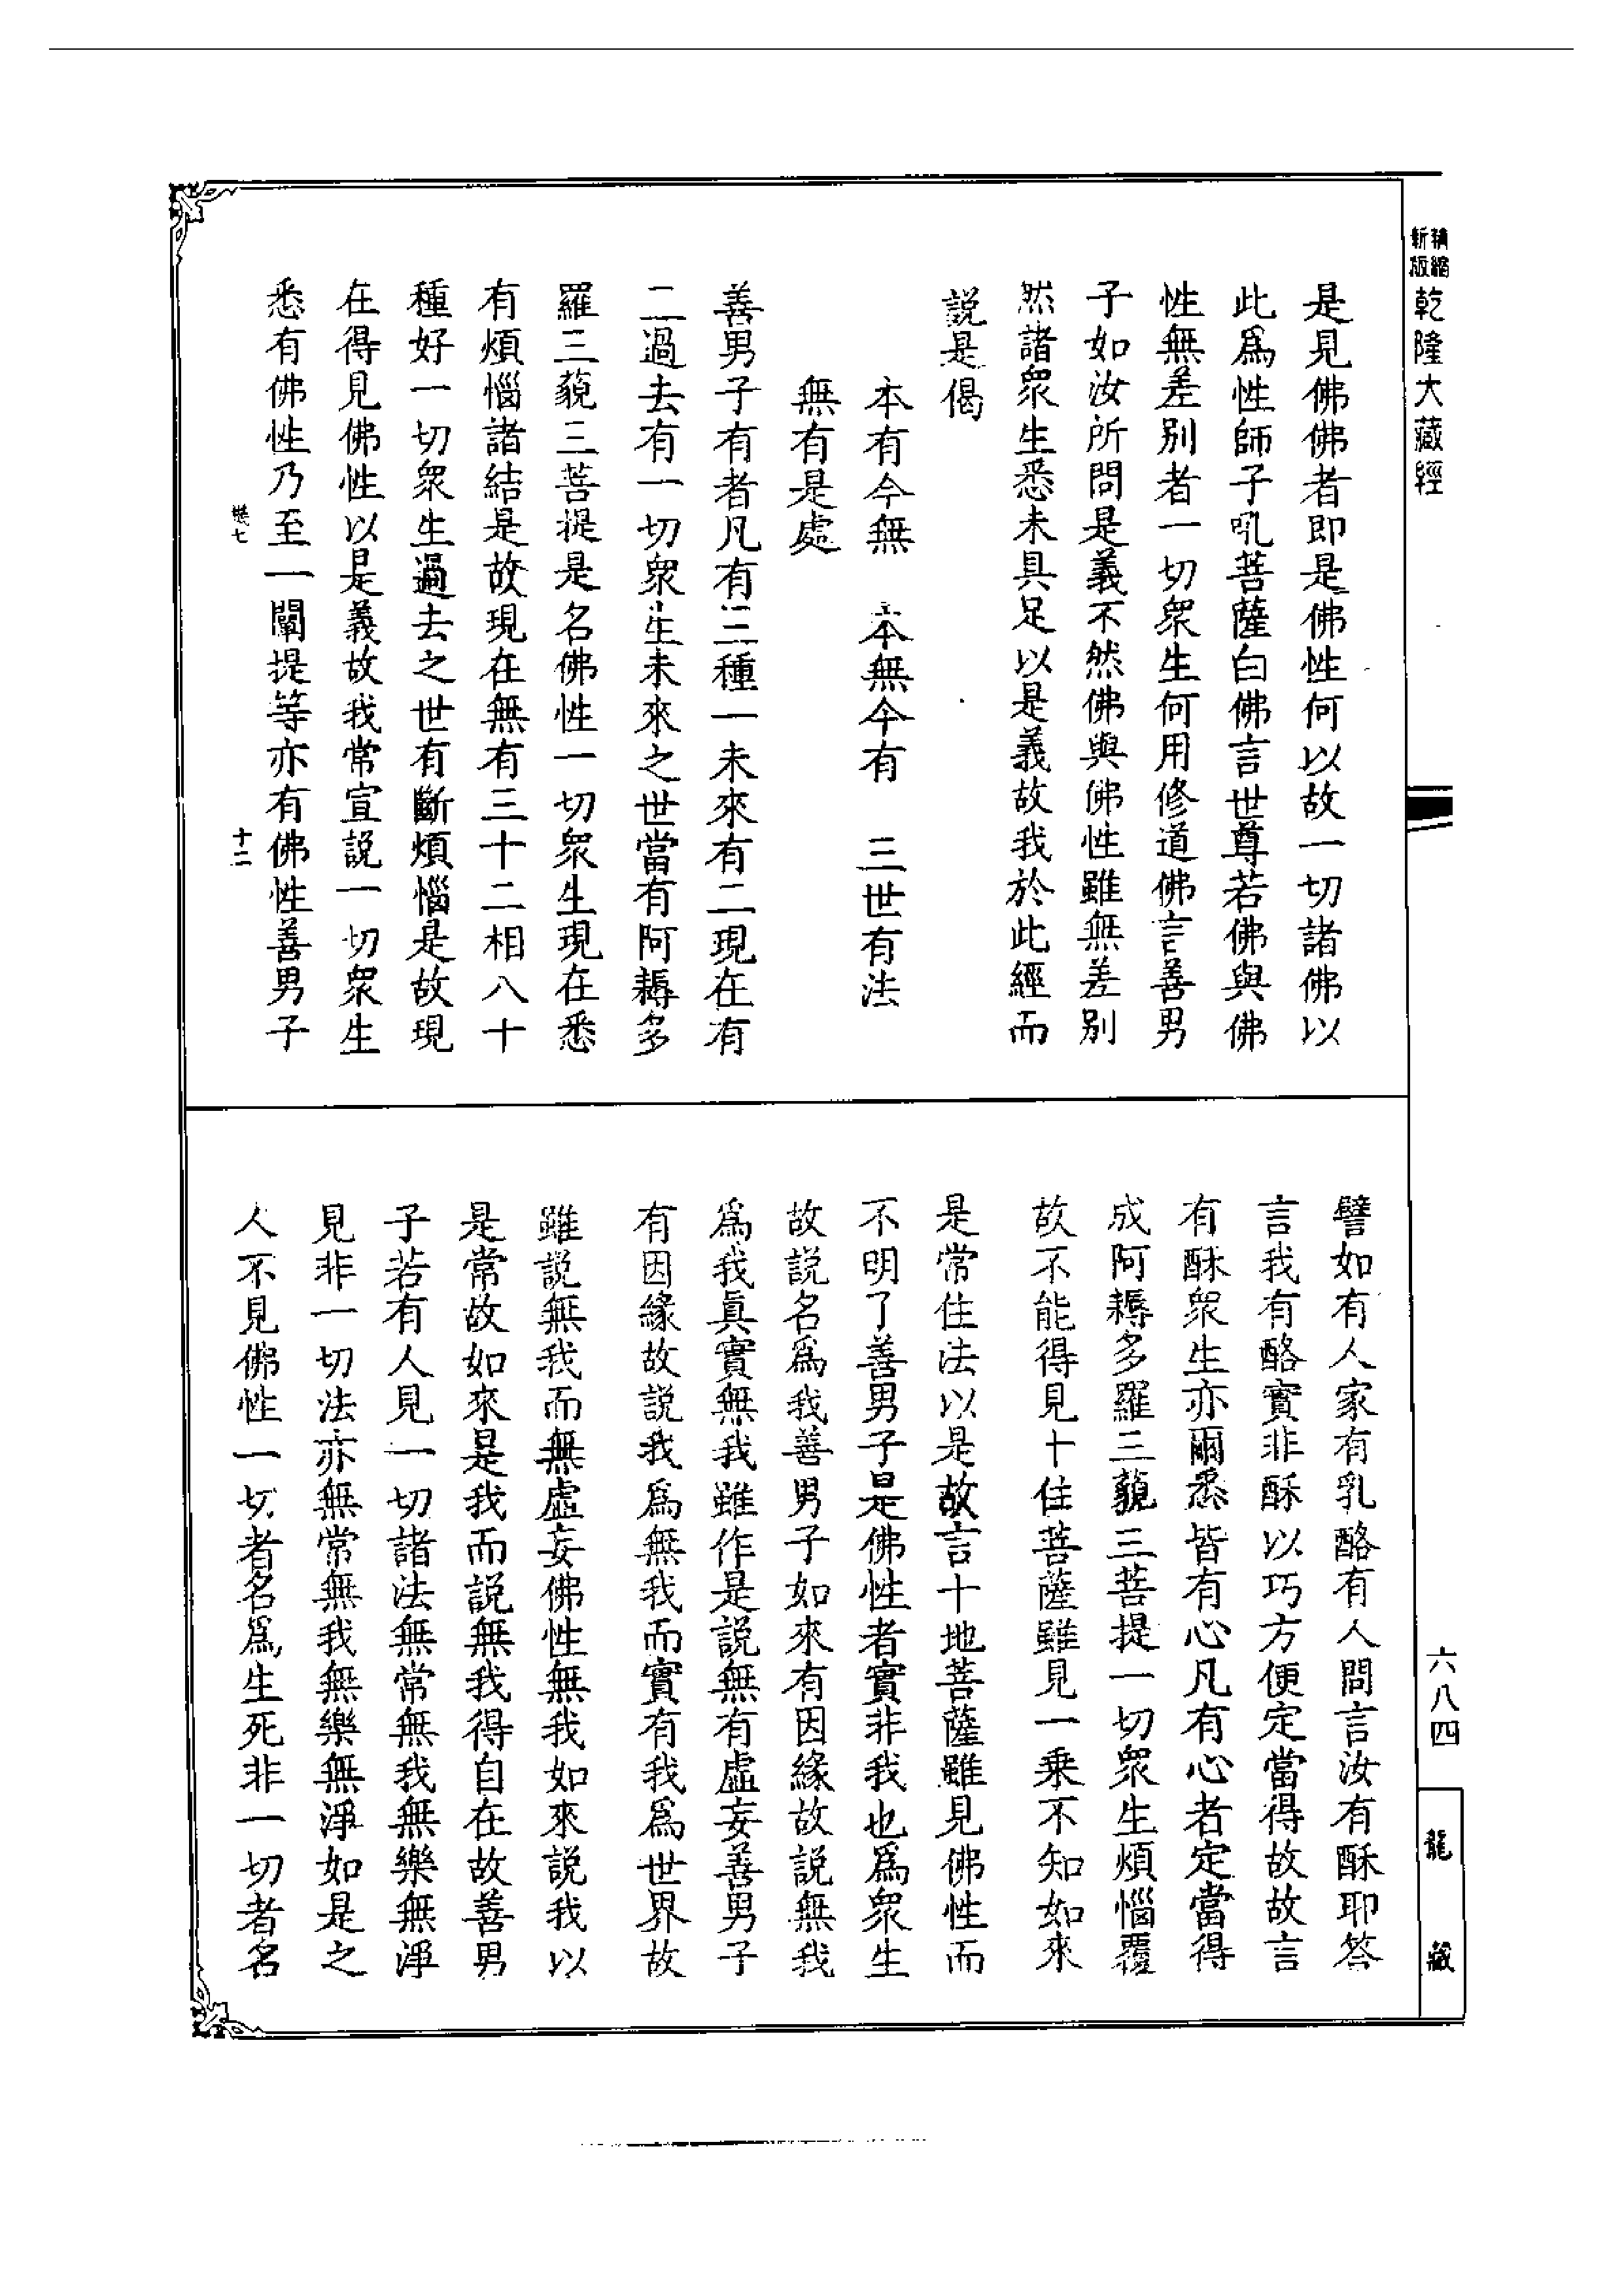 新版精縮
乾隆大藏經
是見佛佛者即是佛性何以故一切諸佛以
此爲性師子吼菩薩白佛言世尊若佛與佛
性無差別者一切衆生何用修道佛言善男
子如汝所問是義不然佛與佛性雖無差別
然諸衆生悉未具足以是義故我於此經而
說是偈
本有今無 本無今有 三世有法
無有是處
善男子有者凡有三種一未來有二現在有
三過去有一切衆生未來之世當有阿耨多
羅三藐三菩提是名佛性一切衆生現在悉
有煩惱諸結是故現在無有三十二相八十
種好一切衆生過去之世有斷煩惱是故現
在得見佛性以是義故我常宣説一切衆生
悉有佛性乃至一闡提等亦有佛性善男子
十二
譬如有人家有乳酪有人問言汝有酥耶答
言我有酪實非酥以巧方便定當得故故言
有酥衆生亦爾悉皆有心凡有心者定當得
成阿耨多羅三藐三菩提一切衆生煩惱覆
故不能得見十住菩薩雖見一乗不知如來
是常住法以是故言十地菩薩雖見佛性而
不明了善男子是佛性者實非我也爲衆生
故説名爲我善男子如來有因緣故説無我
爲我眞實無我雖作是説無有虛妄善男子
有因緣故説我爲無我而實有我爲世界故
雖説無我而無虛妄佛性無我如來説我以
是常故如來是我而説無我得自在故善男
子若有人見一切諸法無常無我無樂無淨
見非一切法亦無常無我無樂無淨如是之
人不見佛性一切者名爲生死非一切者名
六八四
龍藏